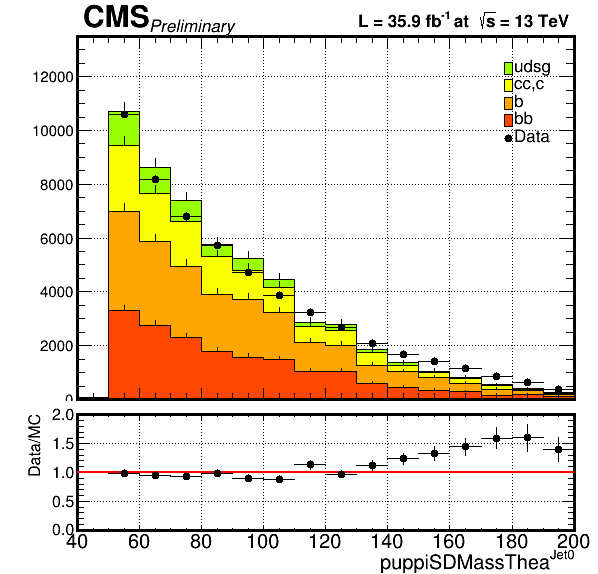 CMS Preliminary L = 35.9 fb⁻¹ at √s = 13 TeV
udsg
cc,c
b
bb
Data
12000
10000
8000
6000
4000
2000
0
Data/MC
2.0
1.5
1.0
0.5
0.0
40 60 80 100 120 140 160 180 200
puppiSDMassThea^Jet0